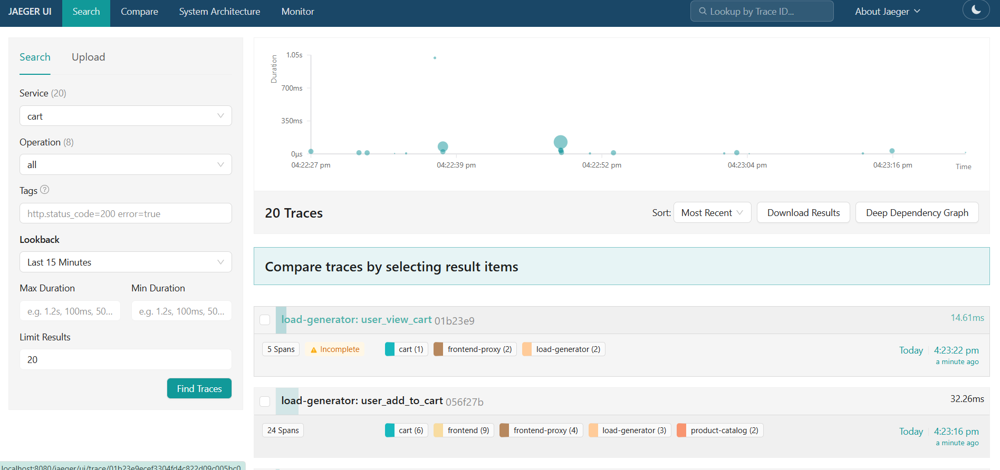 JAEGER UI Search Compare System Architecture Monitor Lookup by Trace ID... About Jaeger
Search Upload
Service (20)
cart
Operation (8)
all
Tags ?
http.status_code=200 error=true
Lookback
Last 15 Minutes
Max Duration Min Duration
e.g. 1.2s, 100ms, 50... e.g. 1.2s, 100ms, 50...
Limit Results
20
Find Traces
Duration
1.05s
700ms
350ms
0µs
04:22:27 pm 04:22:39 pm 04:22:52 pm 04:23:04 pm 04:23:16 pm Time
20 Traces Sort: Most Recent Download Results Deep Dependency Graph
Compare traces by selecting result items
load-generator: user_view_cart 01b23e9 14.61ms
5 Spans Incomplete cart (1) frontend-proxy (2) load-generator (2) Today 4:23:22 pm
a minute ago
load-generator: user_add_to_cart 056f27b 32.26ms
24 Spans cart (6) frontend (9) frontend-proxy (4) load-generator (3) product-catalog (2) Today 4:23:16 pm
a minute ago
localhost:8080/jaeger/ui/trace/01b23e9ecef3304fd4c822d09c005bc0